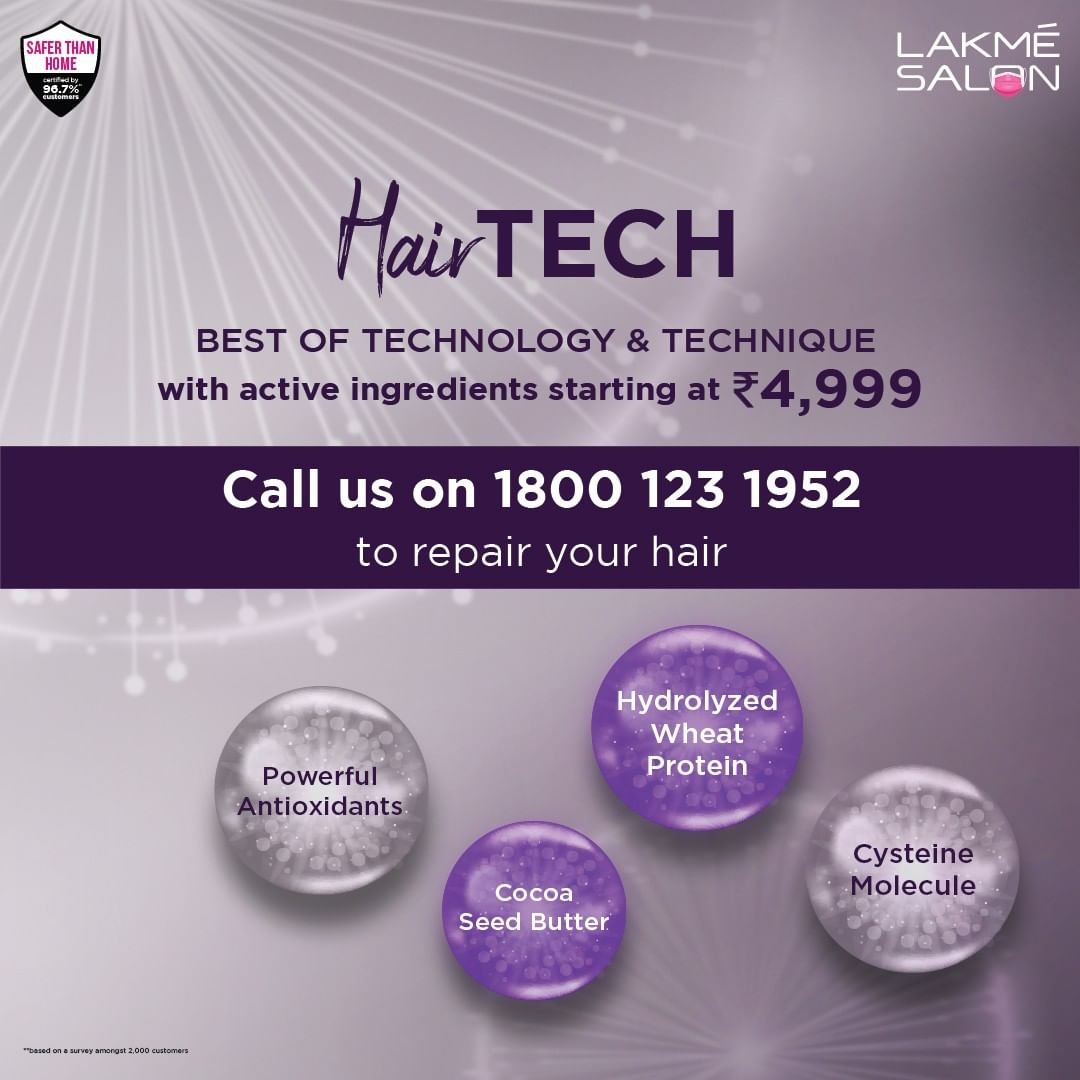 SAFER THAN
HOME
certified by
96.7%**
customers
LAKMÉ
SALON
HairTECH
BEST OF TECHNOLOGY & TECHNIQUE
with active ingredients starting at ₹4,999
Call us on 1800 123 1952
to repair your hair
Hydrolyzed
Wheat
Protein
Powerful
Antioxidants
Cysteine
Molecule
Cocoa
Seed Butter
**based on a survey amongst 2,000 customers